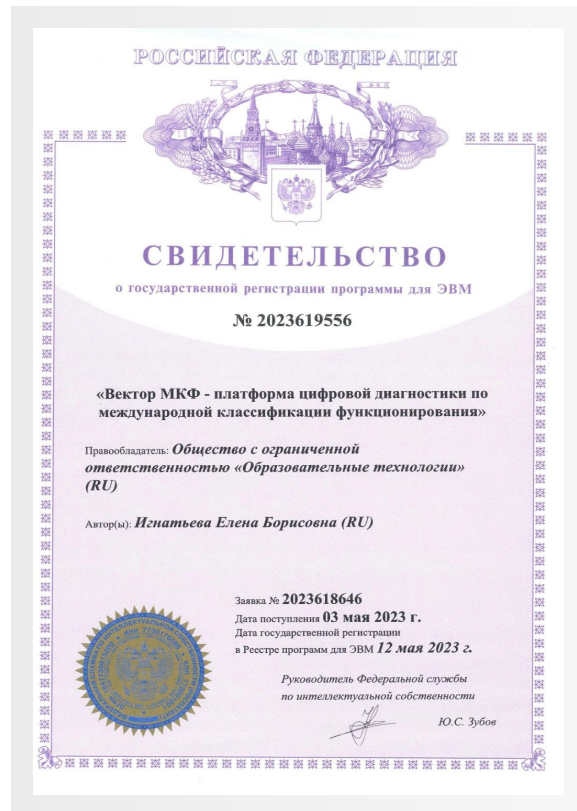 РОССИЙСКАЯ ФЕДЕРАЦИЯ
СВИДЕТЕЛЬСТВО
о государственной регистрации программы для ЭВМ
№ 2023619556
«Вектор МКФ - платформа цифровой диагностики по
международной классификации функционирования»
Правообладатель: Общество с ограниченной
ответственностью «Образовательные технологии»
(RU)
Автор(ы): Игнатьева Елена Борисовна (RU)
Заявка № 2023618646
Дата поступления 03 мая 2023 г.
Дата государственной регистрации
в Реестре программ для ЭВМ 12 мая 2023 г.
Руководитель Федеральной службы
по интеллектуальной собственности
Ю.С. Зубов